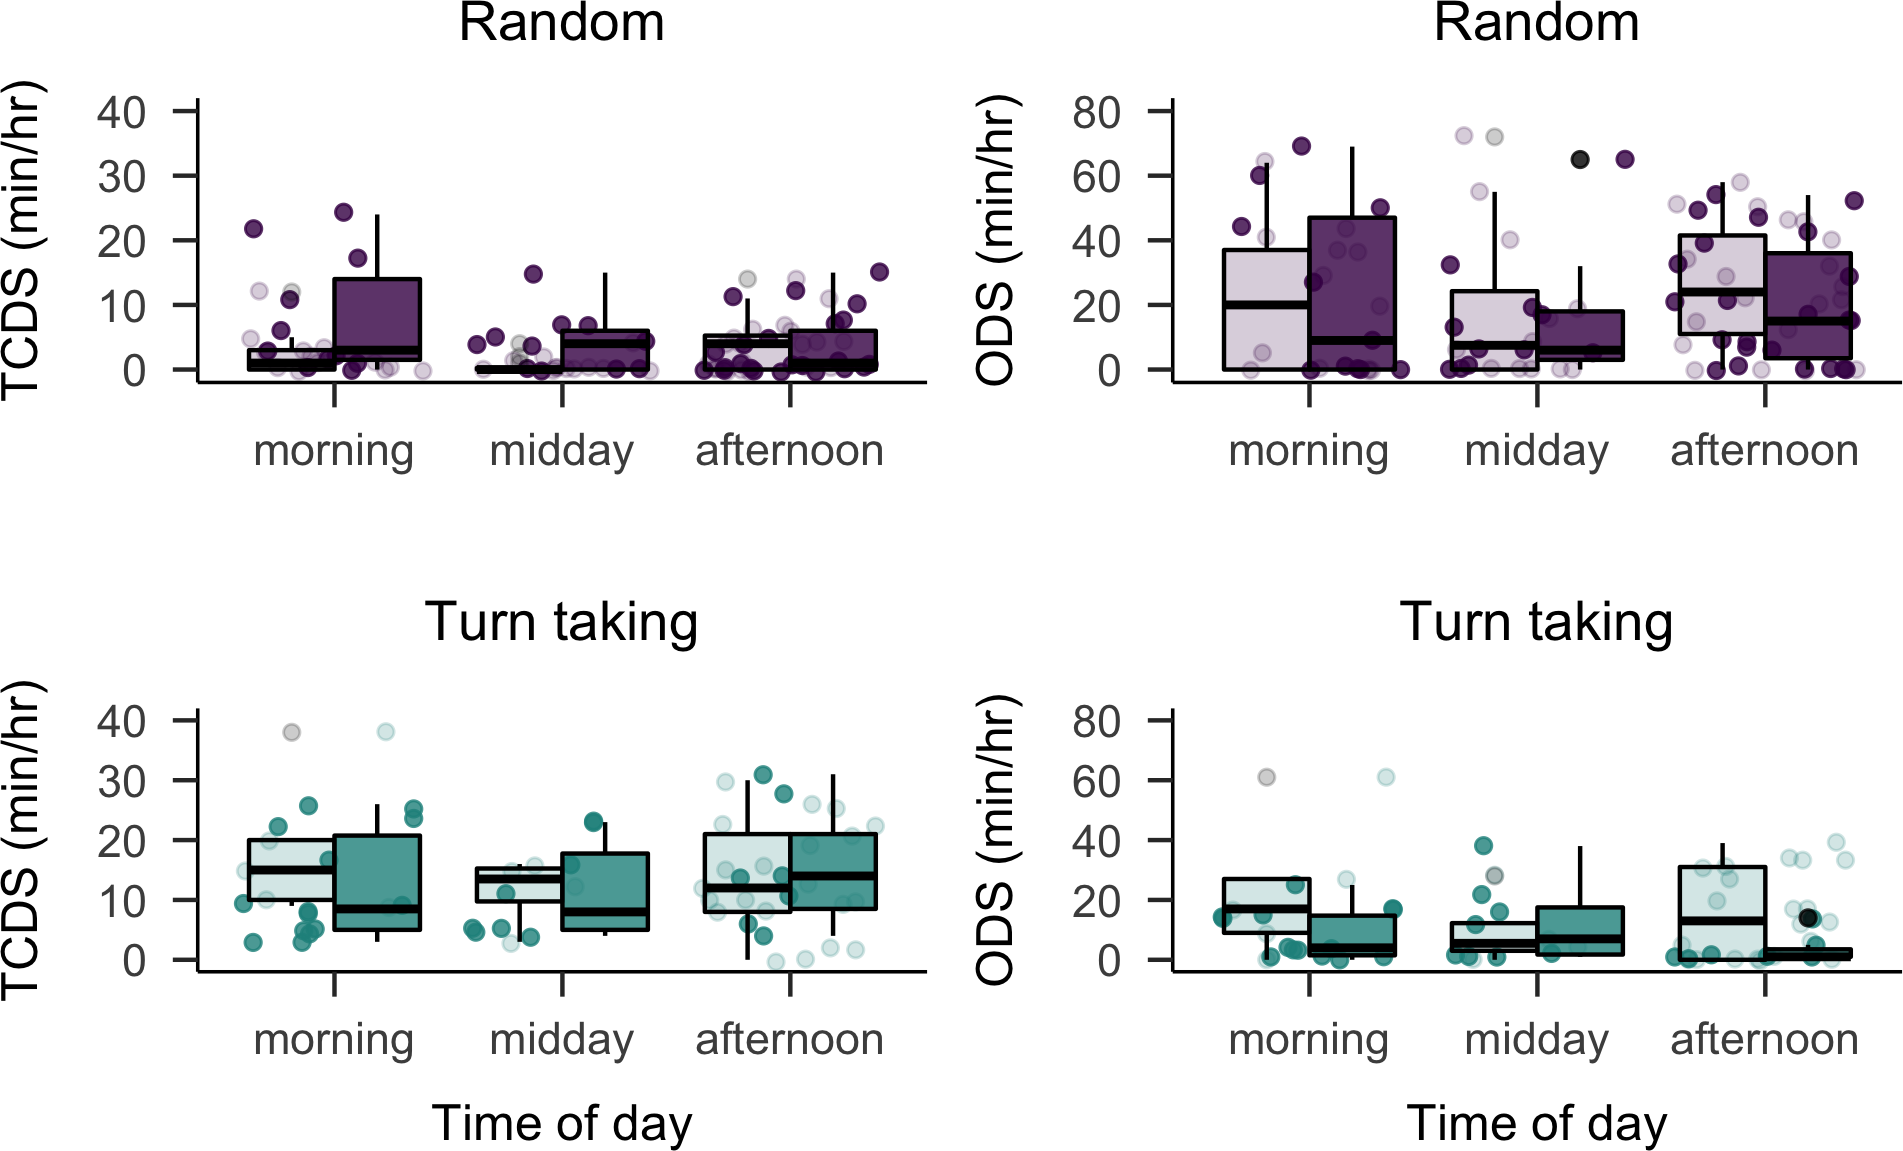 Random
TCDS (min/hr)
40
30
20
10
0
morning midday afternoon
Random
ODS (min/hr)
80
60
40
20
0
morning midday afternoon
Turn taking
TCDS (min/hr)
40
30
20
10
0
morning midday afternoon
Time of day
Turn taking
ODS (min/hr)
80
60
40
20
0
morning midday afternoon
Time of day